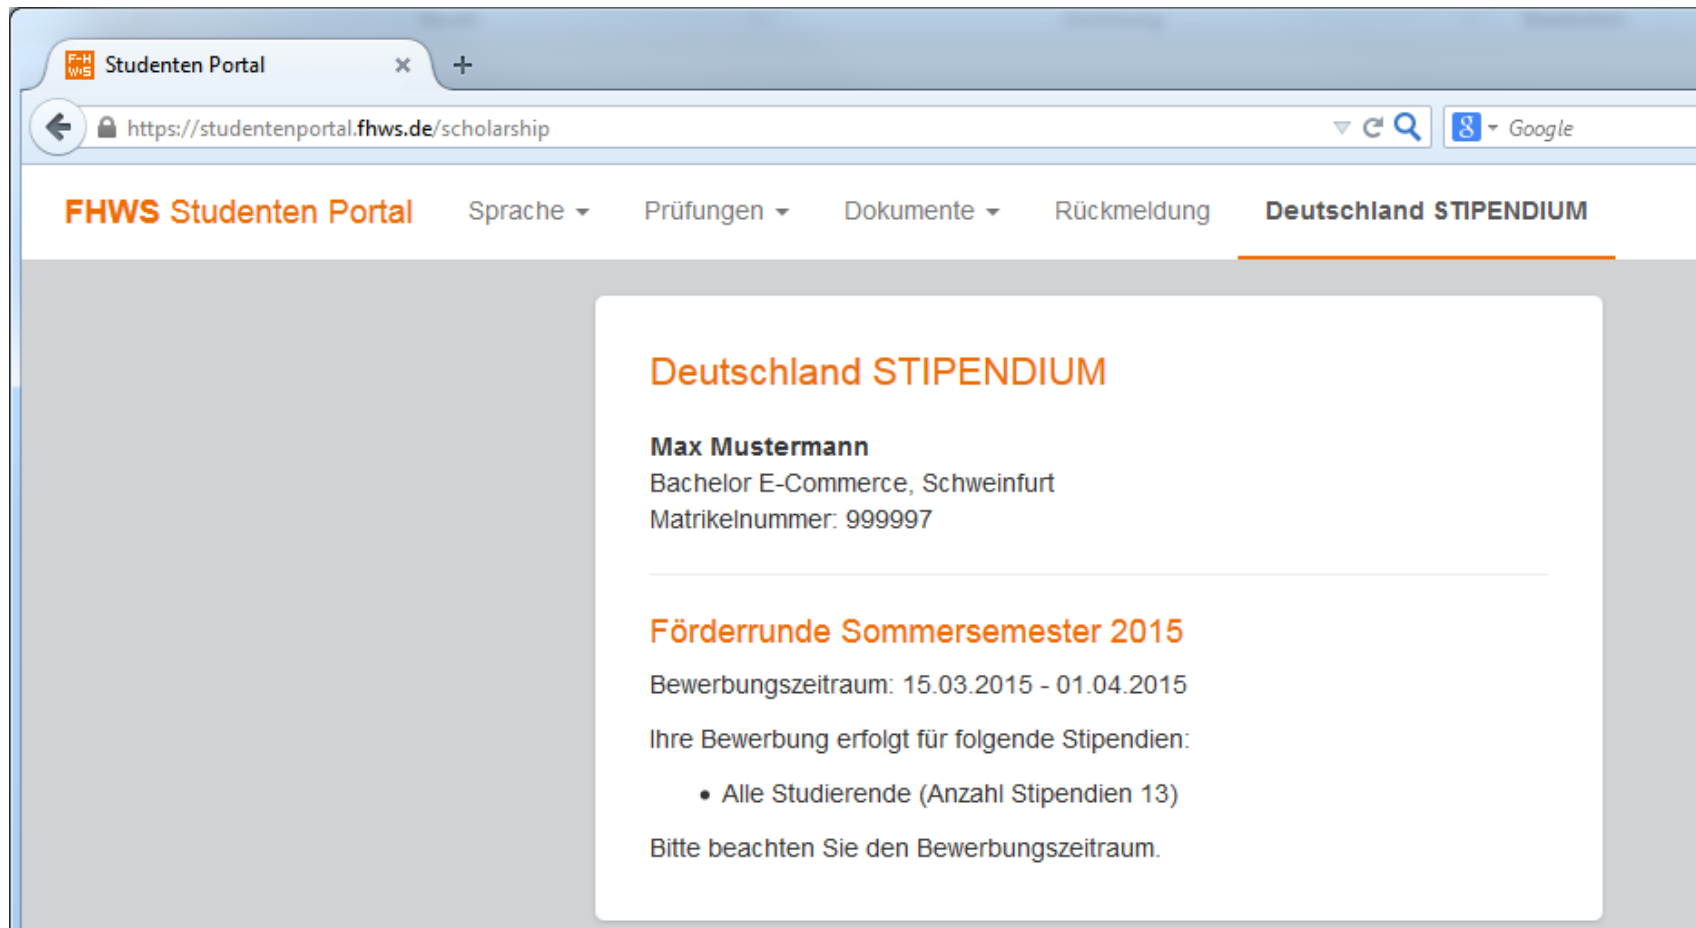 Studenten Portal
https://studentenportal.fhws.de/scholarship
Google
FHWS Studenten Portal Sprache Prüfungen Dokumente Rückmeldung Deutschland STIPENDIUM
Deutschland STIPENDIUM
Max Mustermann
Bachelor E-Commerce, Schweinfurt
Matrikelnummer: 999997
Förderrunde Sommersemester 2015
Bewerbungszeitraum: 15.03.2015 - 01.04.2015
Ihre Bewerbung erfolgt für folgende Stipendien:
• Alle Studierende (Anzahl Stipendien 13)
Bitte beachten Sie den Bewerbungszeitraum.